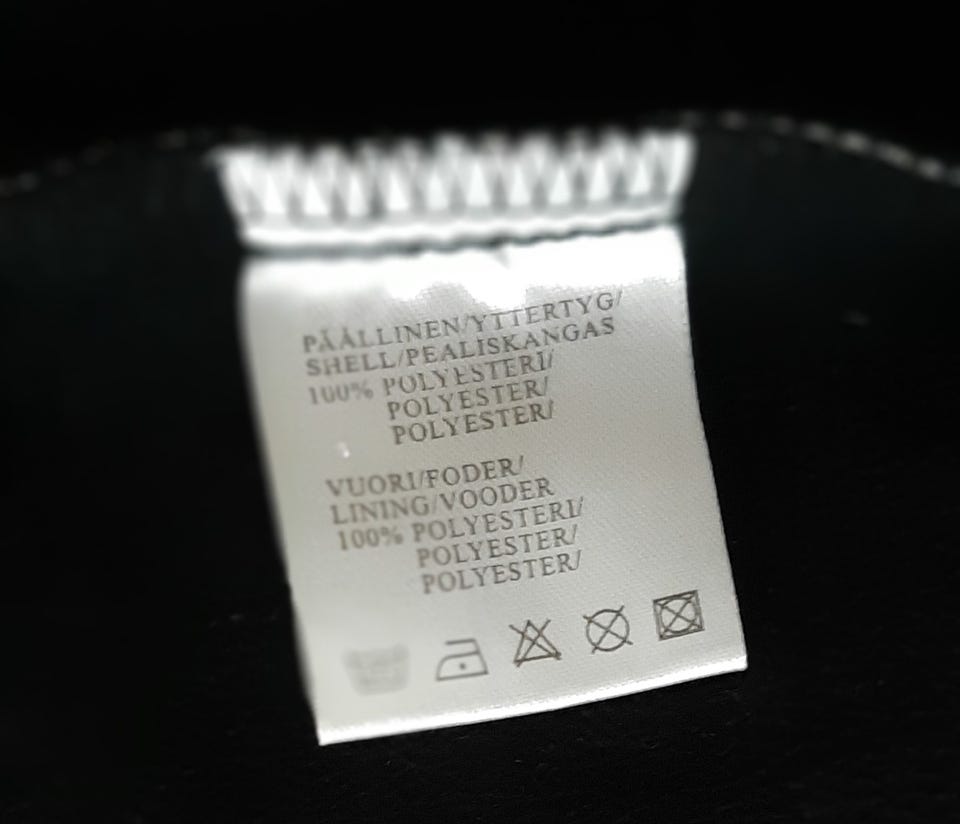 PÄÄLLINEN/YTTERTYG/
SHELL/PEALISKANGAS
100% POLYESTERI/
POLYESTER/
POLYESTER/
VUORI/FODER/
LINING/VOODER
100% POLYESTERI/
POLYESTER/
POLYESTER/